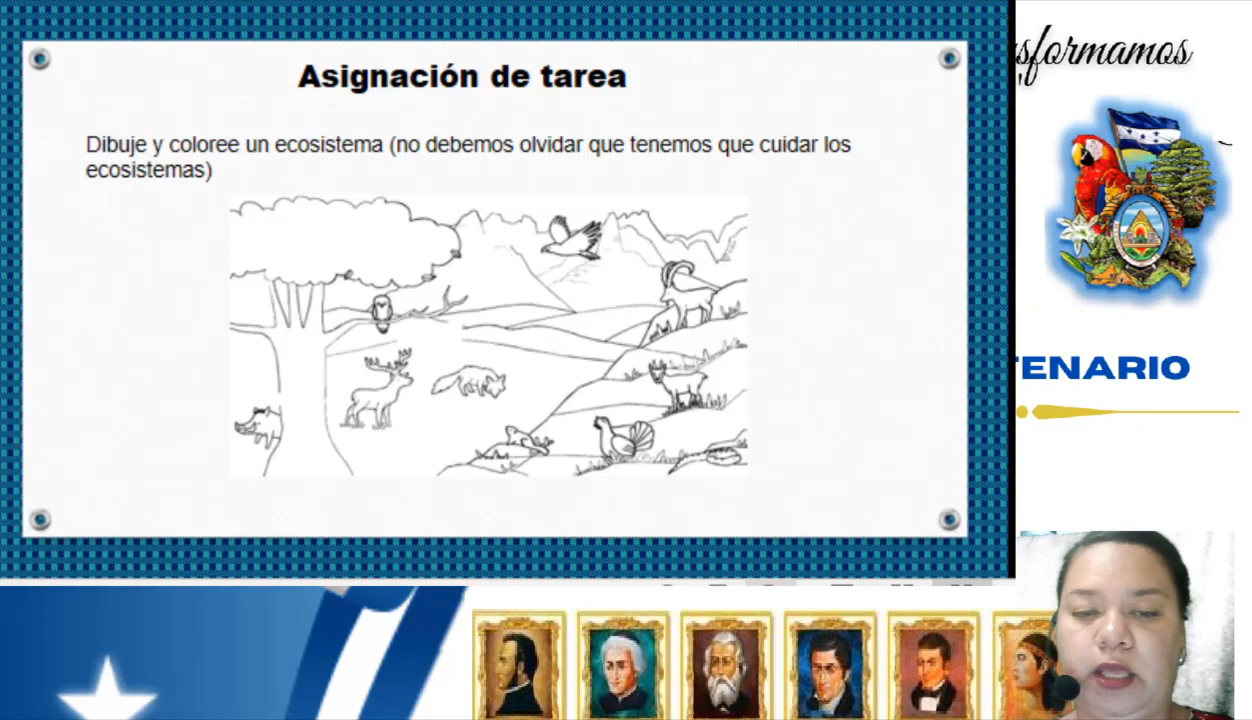 Asignación de tarea
Dibuje y coloree un ecosistema (no debemos olvidar que tenemos que cuidar los
ecosistemas)
sformamos
TENARIO